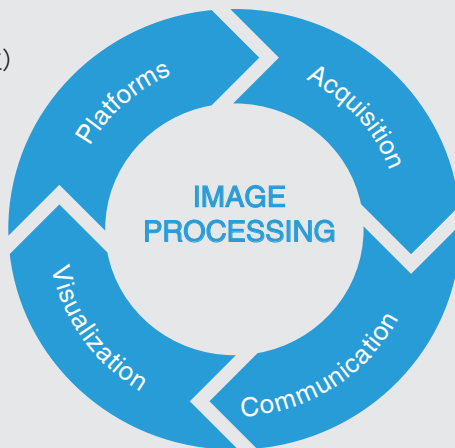 Platforms
Acquisition
IMAGE
PROCESSING
Visualization
Communication